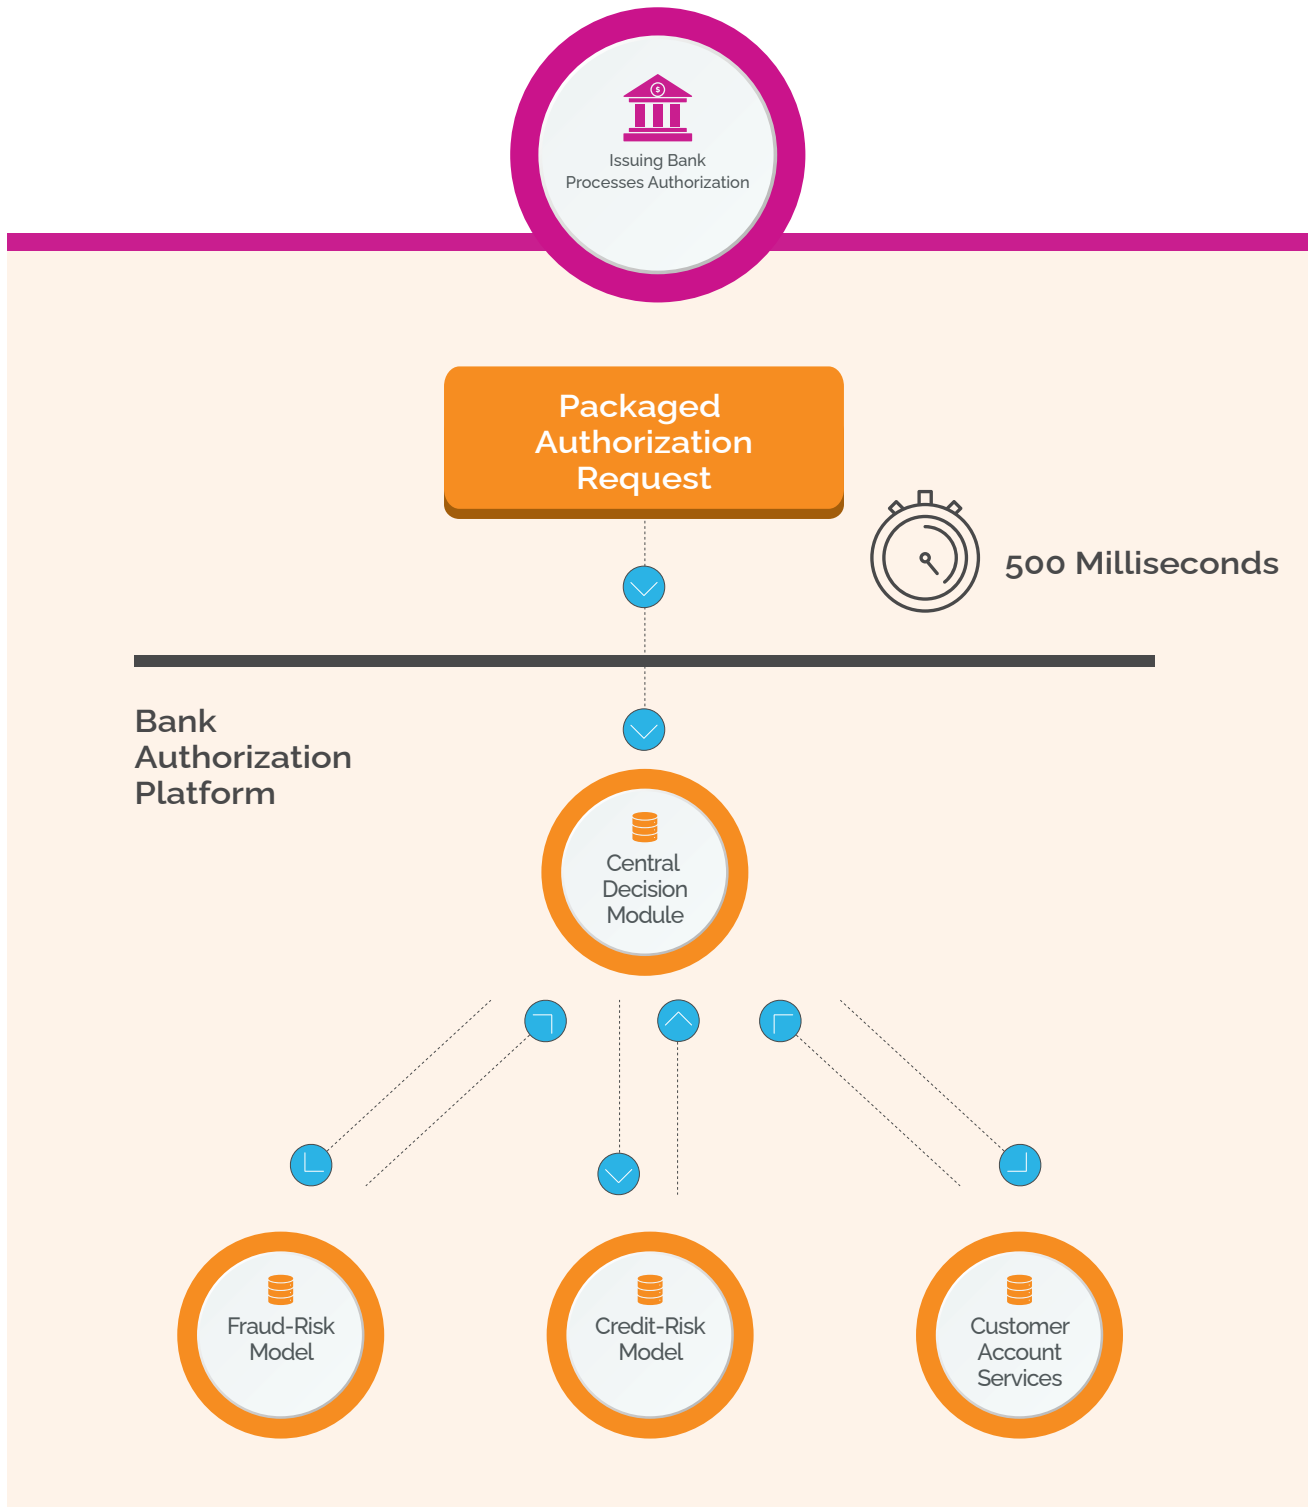 $
Issuing Bank
Processes Authorization
Packaged
Authorization
Request
500 Milliseconds
Bank
Authorization
Platform
Central
Decision
Module
Fraud-Risk
Model
Credit-Risk
Model
Customer
Account
Services